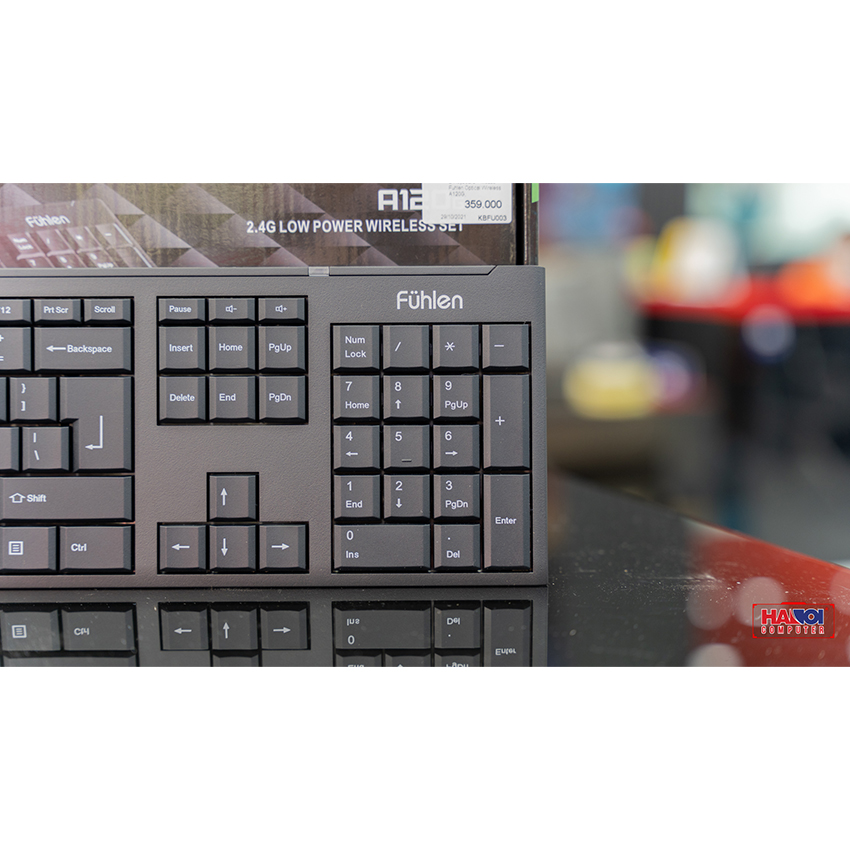 Fuhlen Optical Wireless
A120G
359.000
29/10/2021 KBFU003
A120
Fühlen
2.4G LOW POWER WIRELESS SET
Fühlen
12 Prt Scr Scroll Pause
Insert Home PgUp
Num Lock / * −
+ = ← Backspace
7 Home 8 ↑ 9 PgUp +
} ] Delete End PgDn
4 ← 5 _ 6 →
| \
1 End 2 ↓ 3 PgDn Enter
Shift ↑
0 Ins . Del
Ctrl ← ↓ →
HANOI
COMPUTER